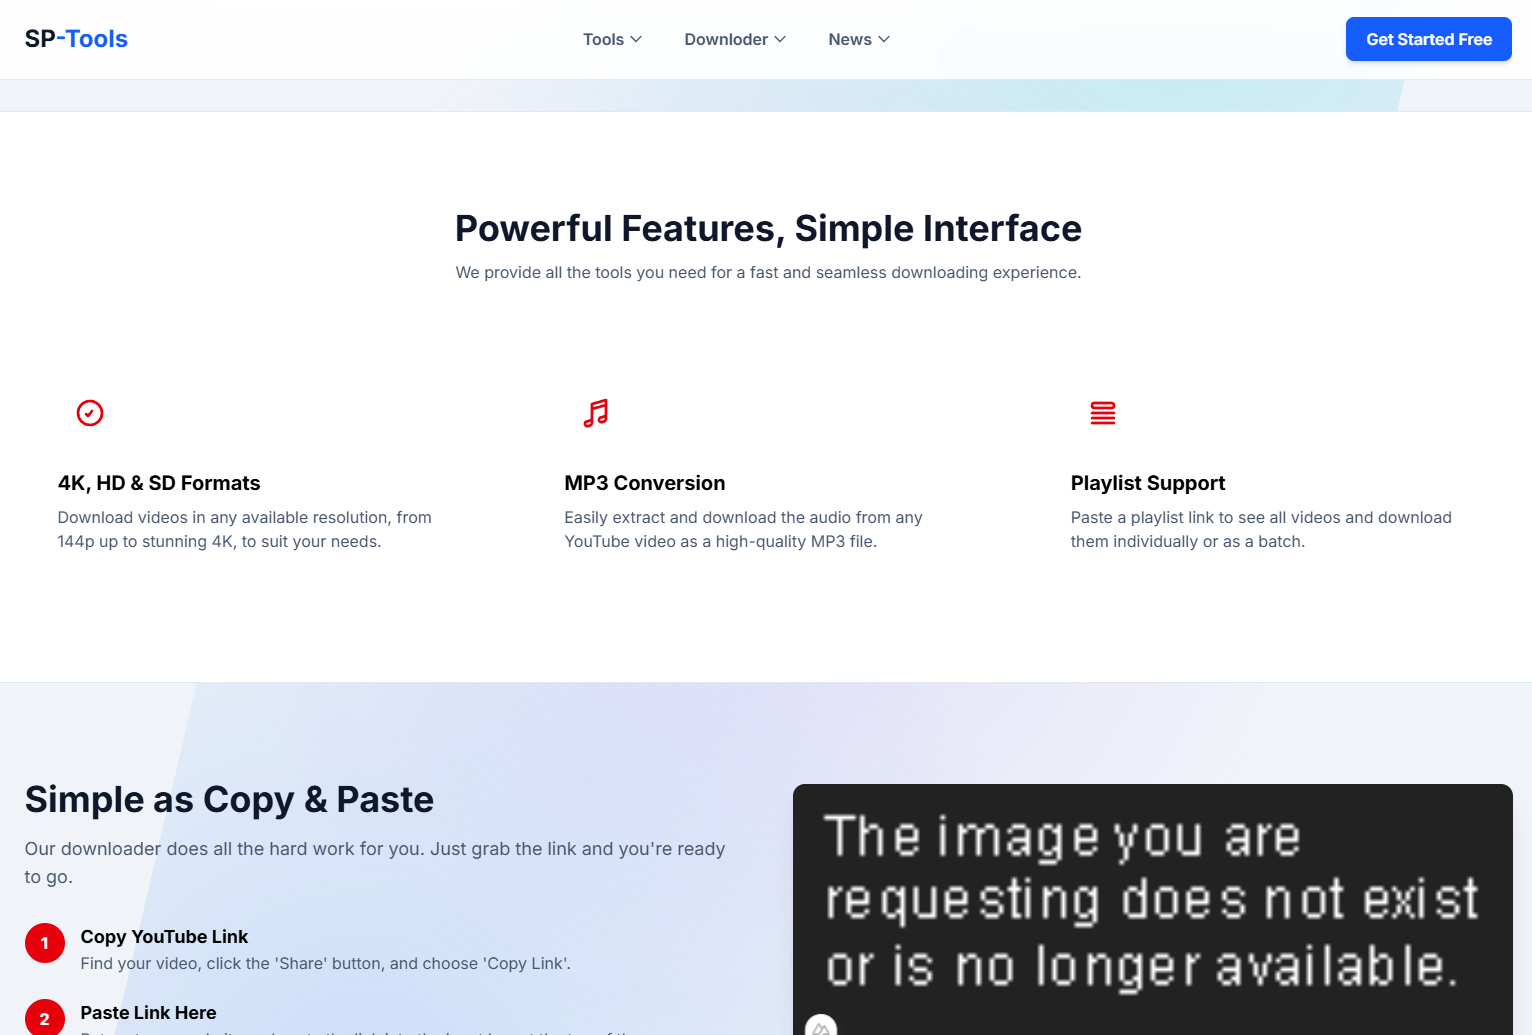 SP-Tools
Tools
Downloder
News
Get Started Free
Powerful Features, Simple Interface
We provide all the tools you need for a fast and seamless downloading experience.
4K, HD & SD Formats
Download videos in any available resolution, from
144p up to stunning 4K, to suit your needs.
MP3 Conversion
Easily extract and download the audio from any
YouTube video as a high-quality MP3 file.
Playlist Support
Paste a playlist link to see all videos and download
them individually or as a batch.
Simple as Copy & Paste
Our downloader does all the hard work for you. Just grab the link and you're ready
to go.
1
Copy YouTube Link
Find your video, click the 'Share' button, and choose 'Copy Link'.
2
Paste Link Here
The image you are
requesting does not exist
or is no longer available.